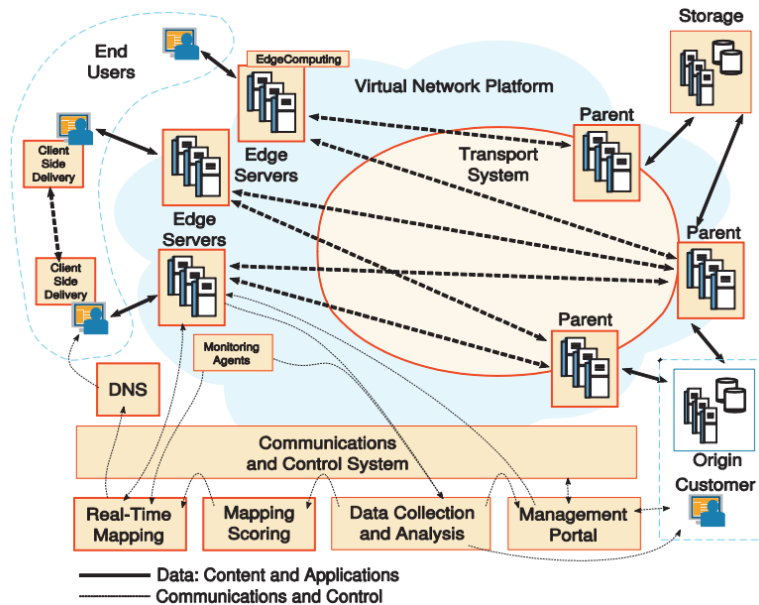 Storage
End
Users
EdgeComputing
Virtual Network Platform
Parent
Client
Side
Delivery
Edge
Servers
Transport
System
Edge
Servers
Parent
Client
Side
Delivery
Parent
Monitoring
Agents
DNS
Communications
and Control System
Origin
Customer
Real-Time
Mapping
Mapping
Scoring
Data Collection
and Analysis
Management
Portal
Data: Content and Applications
Communications and Control